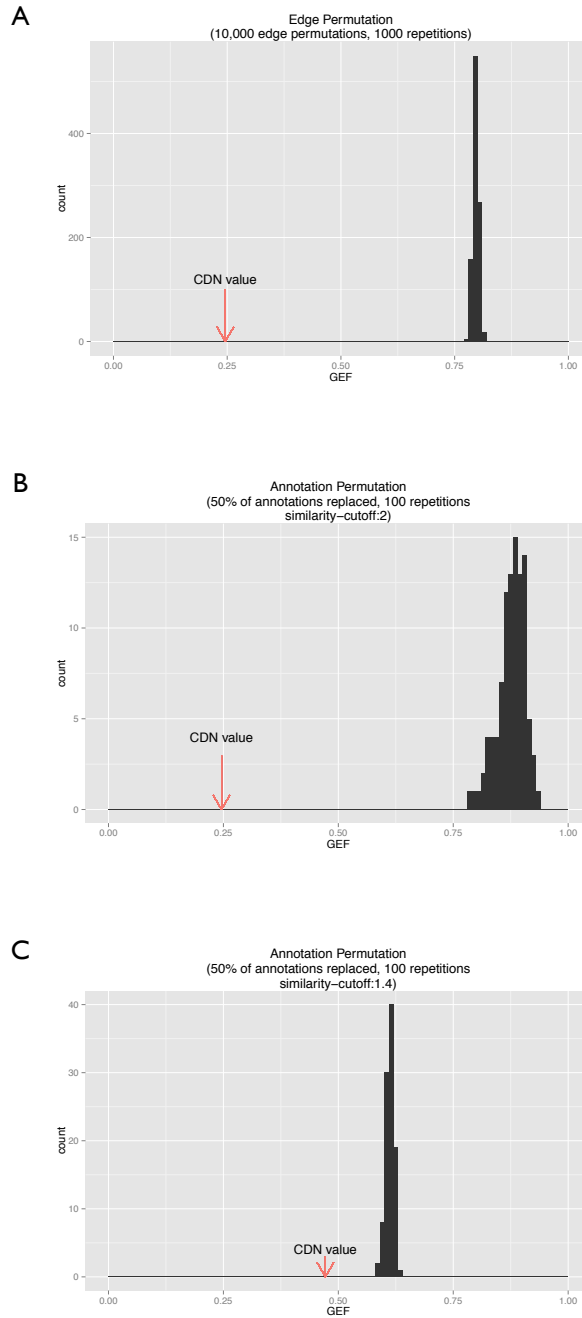 A
Edge Permutation
(10,000 edge permutations, 1000 repetitions)
400
200
0
count
CDN value
0.00 0.25 0.50 0.75 1.00
GEF
B
Annotation Permutation
(50% of annotations replaced, 100 repetitions
similarity−cutoff:2)
15
10
5
0
count
CDN value
0.00 0.25 0.50 0.75 1.00
GEF
C
Annotation Permutation
(50% of annotations replaced, 100 repetitions
similarity−cutoff:1.4)
40
30
20
10
0
count
CDN value
0.00 0.25 0.50 0.75 1.00
GEF